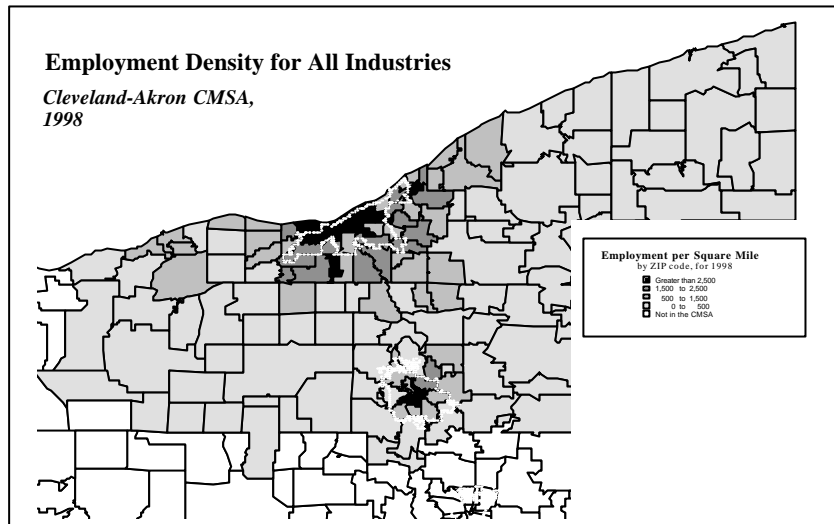 Employment Density for All Industries
Cleveland-Akron CMSA,
1998
Employment per Square Mile
by ZIP code, for 1998
Greater than 2,500
1,500 to 2,500
500 to 1,500
0 to 500
Not in the CMSA